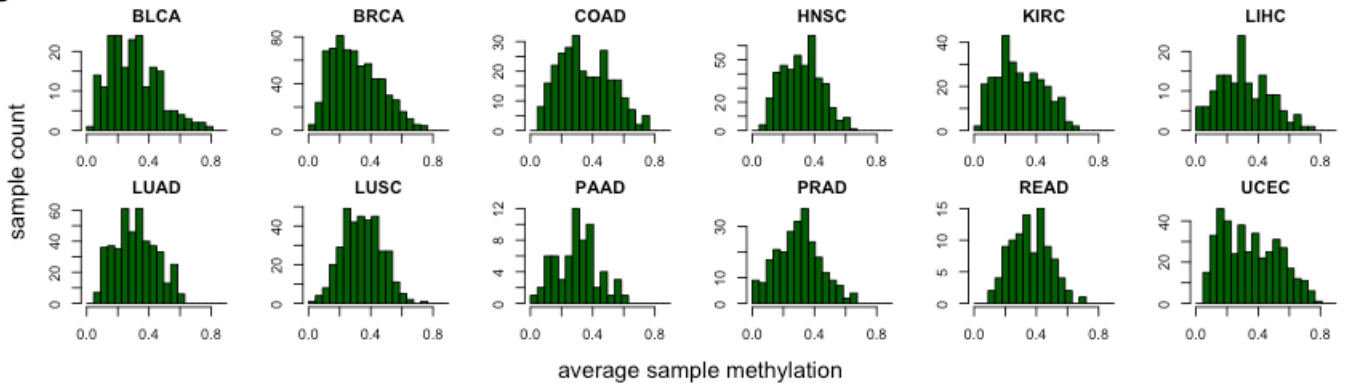 BLCA BRCA COAD HNSC KIRC LIHC
0 10 20 0 40 80 0 10 20 30 0 20 50 0 20 40 0 10 20
0.0 0.4 0.8 0.0 0.4 0.8 0.0 0.4 0.8 0.0 0.4 0.8 0.0 0.4 0.8 0.0 0.4 0.8
sample count
LUAD LUSC PAAD PRAD READ UCEC
0 20 40 60 0 20 40 0 4 8 12 0 10 30 0 5 10 15 0 20 40
0.0 0.4 0.8 0.0 0.4 0.8 0.0 0.4 0.8 0.0 0.4 0.8 0.0 0.4 0.8 0.0 0.4 0.8
average sample methylation